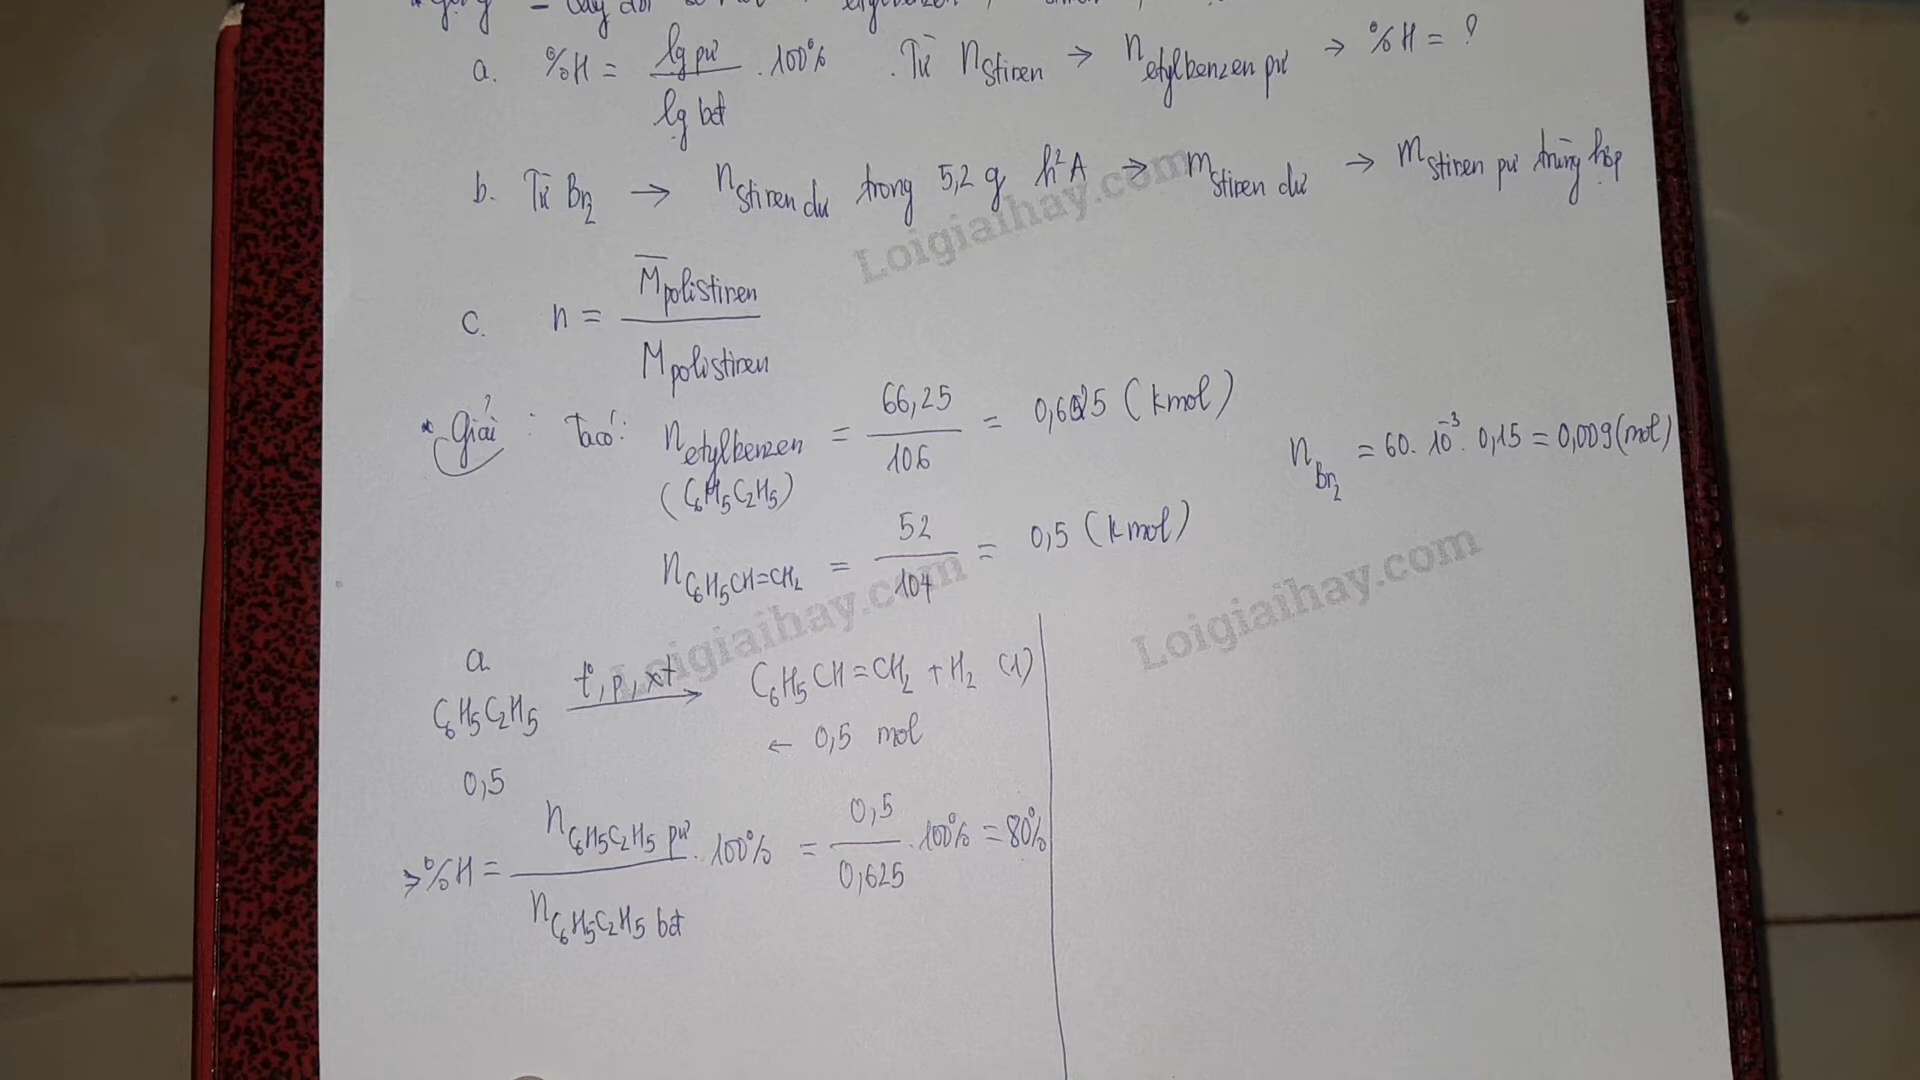 a. %H = lg pư / lg bđ . 100% . Từ n stiren → n etylbenzen pư → %H = ?
b. Từ Br2 → n stiren dư trong 5,2 g h² A → m stiren dư → m stiren pư trùng hợp
c. n = M̅ polistiren / M polistiren
* Giải : Ta có: n etylbenzen (C6H5C2H5) = 66,25 / 106 = 0,625 (kmol)
n Br2 = 60. 10⁻³. 0,15 = 0,009 (mol)
n C6H5CH=CH2 = 52 / 104 = 0,5 (kmol)
a.
C6H5C2H5 t°, p, xt → C6H5CH=CH2 + H2 (1)
0,5 ← 0,5 mol
→ %H = n C6H5C2H5 pư / n C6H5C2H5 bđ . 100% = 0,5 / 0,625 . 100% = 80%
Loigiaihay.com
Loigiaihay.com
Loigiaihay.com